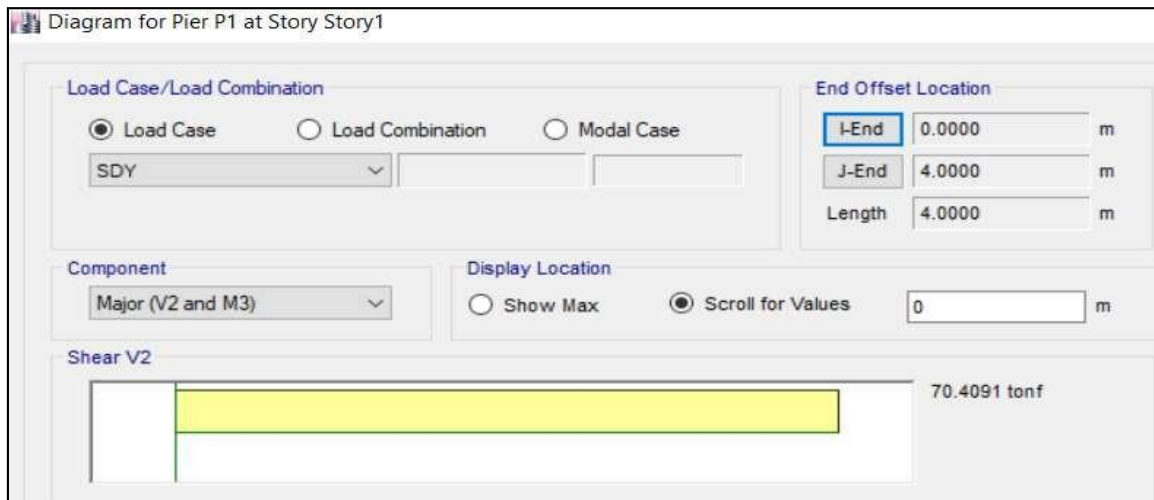 Diagram for Pier P1 at Story Story1
Load Case/Load Combination
Load Case Load Combination Modal Case
SDY
End Offset Location
I-End 0.0000 m
J-End 4.0000 m
Length 4.0000 m
Component
Major (V2 and M3)
Display Location
Show Max Scroll for Values 0 m
Shear V2
70.4091 tonf